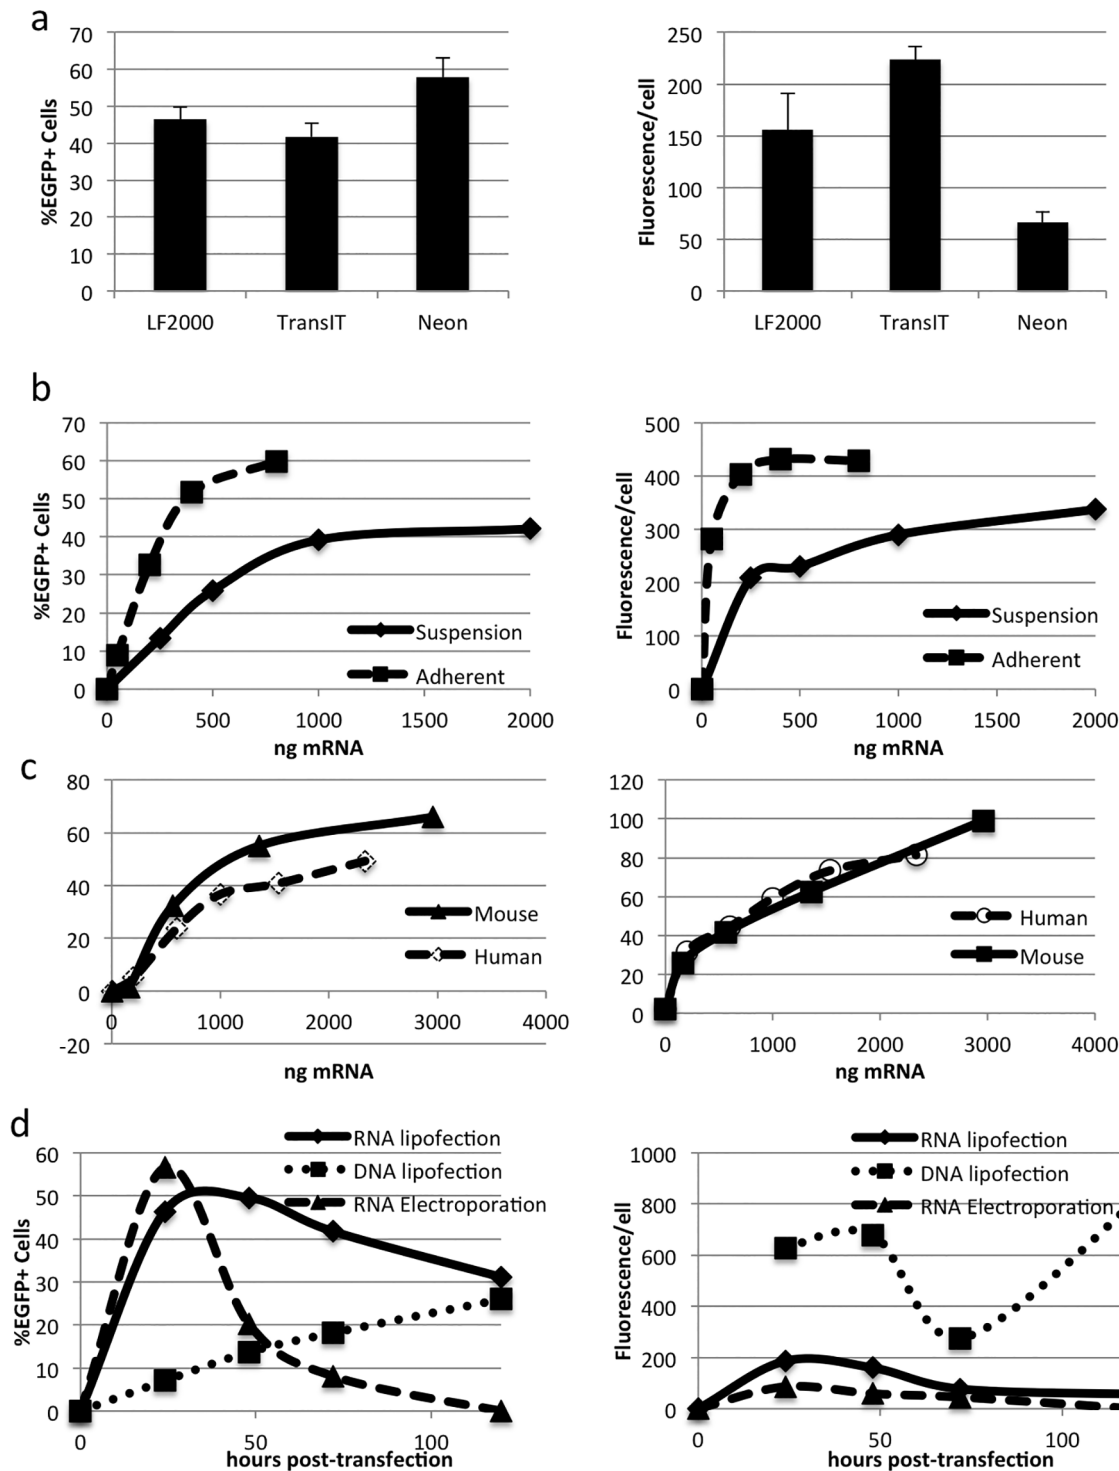 a
70
60
50
40
30
20
10
0
%EGFP+ Cells
LF2000 TransIT Neon
250
200
150
100
50
0
Fluorescence/cell
LF2000 TransIT Neon
b
70
60
50
40
30
20
10
0
%EGFP+ Cells
Suspension
Adherent
0 500 1000 1500 2000
ng mRNA
500
400
300
200
100
0
Fluorescence/cell
Suspension
Adherent
0 500 1000 1500 2000
ng mRNA
c
80
60
40
20
0
-20
Mouse
Human
0 1000 2000 3000 4000
ng mRNA
120
100
80
60
40
20
0
Human
Mouse
0 1000 2000 3000 4000
ng mRNA
d
RNA lipofection
DNA lipofection
RNA Electroporation
60
50
40
30
20
10
0
%EGFP+ Cells
0 50 100
hours post-transfection
RNA lipofection
DNA lipofection
RNA Electroporation
1000
800
600
400
200
0
Fluorescence/ell
0 50 100
hours post-transfection